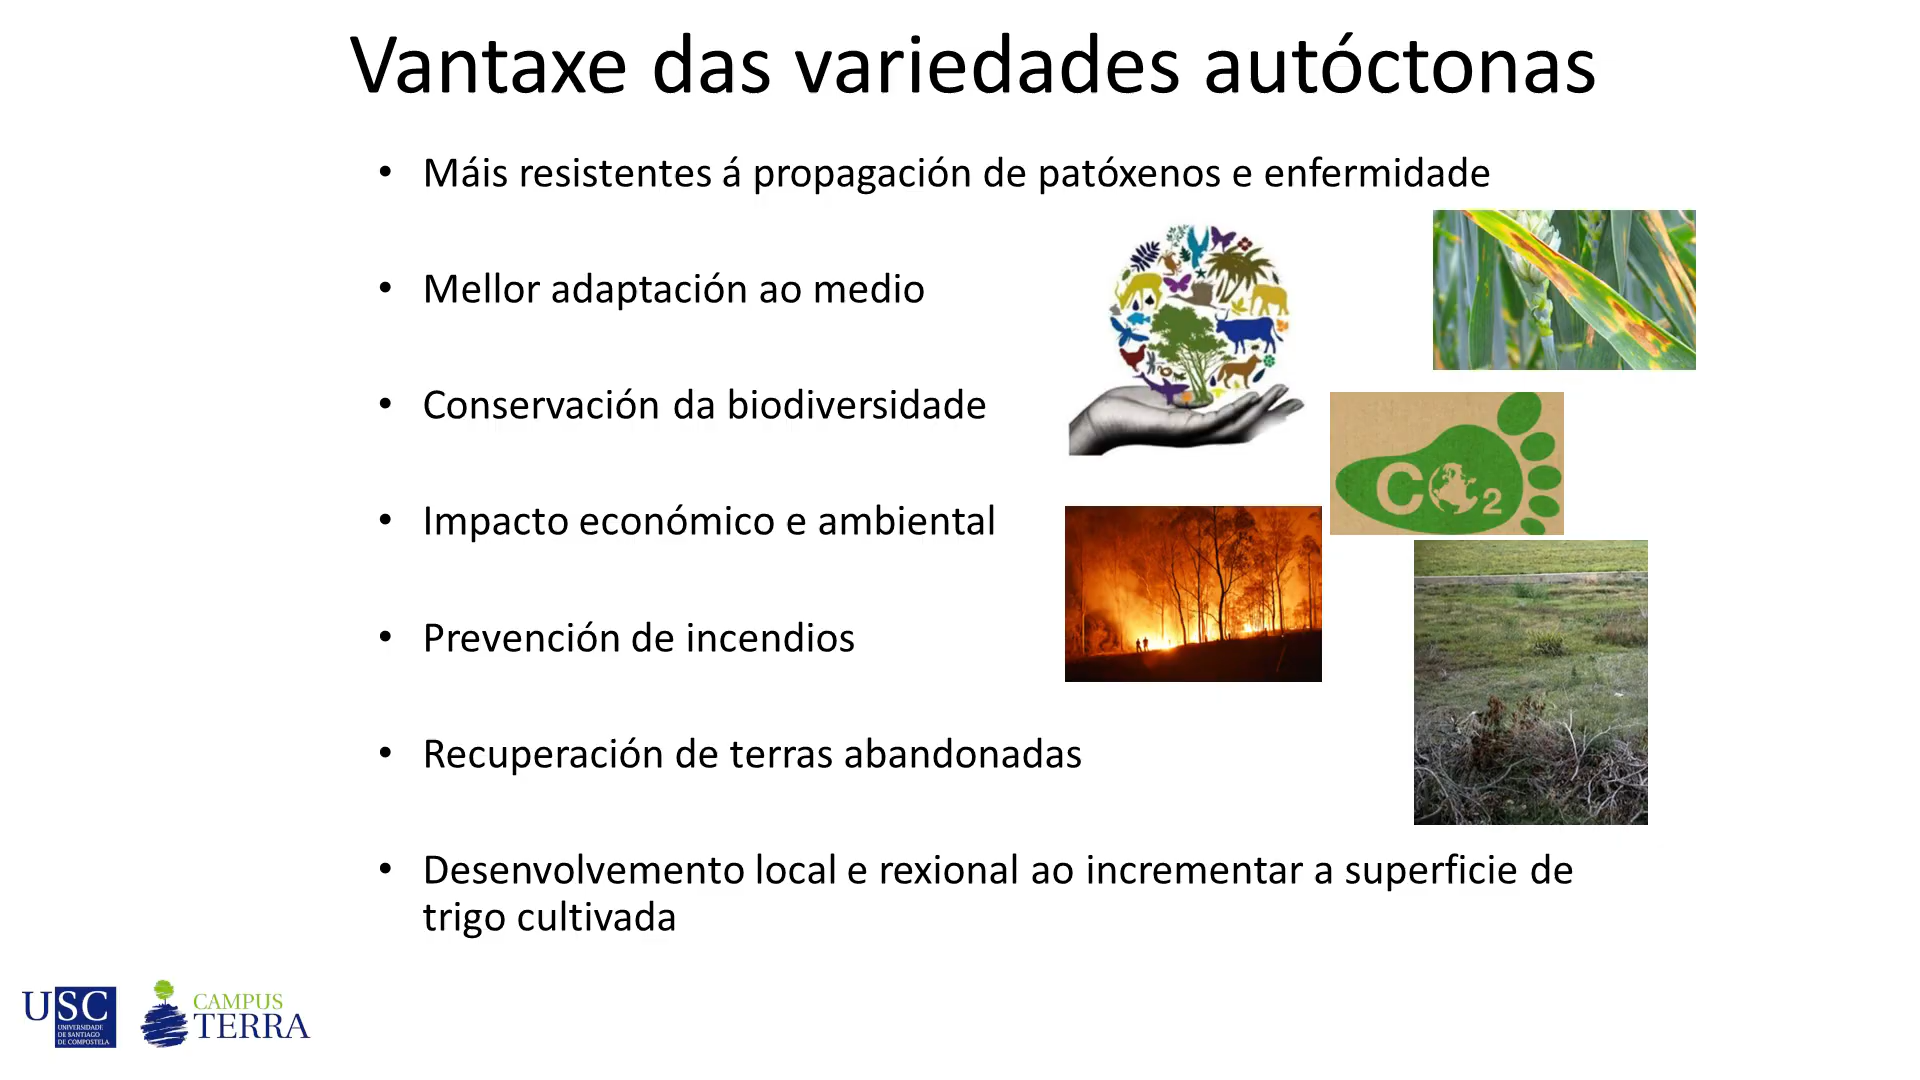 Vantaxe das variedades autóctonas
• Máis resistentes á propagación de patóxenos e enfermidade
• Mellor adaptación ao medio
• Conservación da biodiversidade
• Impacto económico e ambiental
• Prevención de incendios
• Recuperación de terras abandonadas
• Desenvolvemento local e rexional ao incrementar a superficie de
trigo cultivada
CO2
USC
UNIVERSIDADE
DE SANTIAGO
DE COMPOSTELA
CAMPUS
TERRA